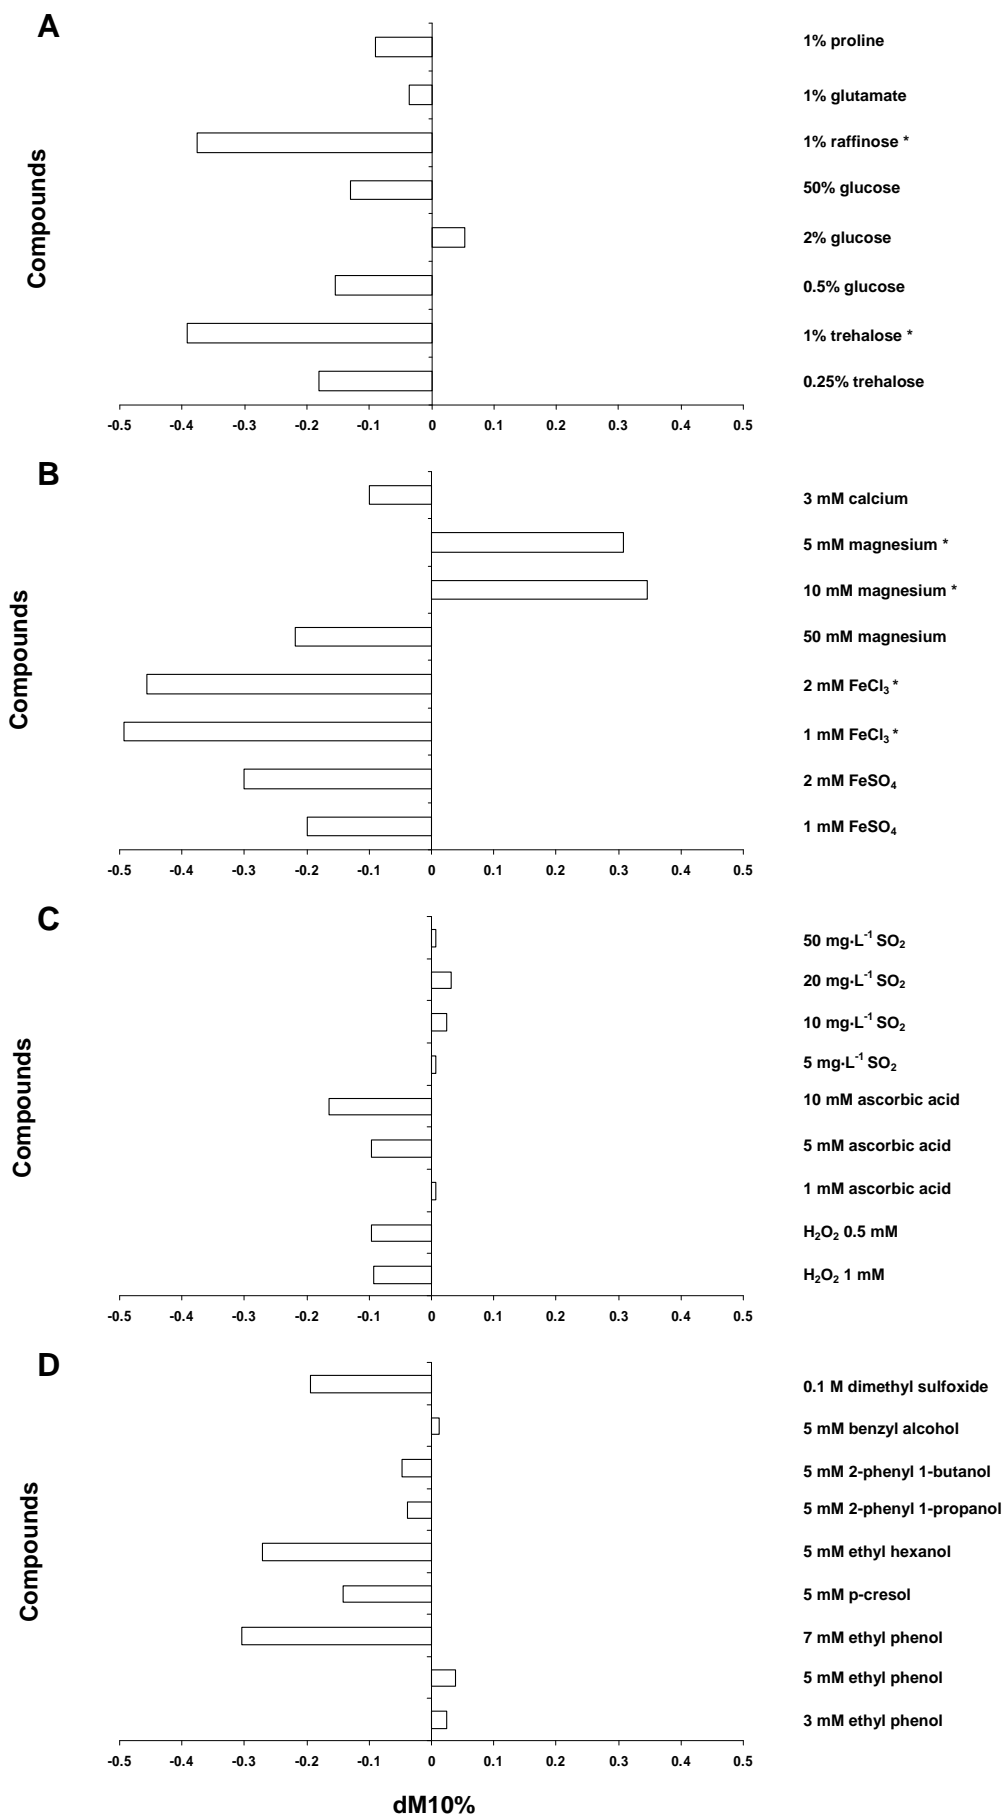 A
Compounds
1% proline
1% glutamate
1% raffinose *
50% glucose
2% glucose
0.5% glucose
1% trehalose *
0.25% trehalose
-0.5 -0.4 -0.3 -0.2 -0.1 0 0.1 0.2 0.3 0.4 0.5
B
Compounds
3 mM calcium
5 mM magnesium *
10 mM magnesium *
50 mM magnesium
2 mM FeCl₃ *
1 mM FeCl₃ *
2 mM FeSO₄
1 mM FeSO₄
-0.5 -0.4 -0.3 -0.2 -0.1 0 0.1 0.2 0.3 0.4 0.5
C
Compounds
50 mg·L⁻¹ SO₂
20 mg·L⁻¹ SO₂
10 mg·L⁻¹ SO₂
5 mg·L⁻¹ SO₂
10 mM ascorbic acid
5 mM ascorbic acid
1 mM ascorbic acid
H₂O₂ 0.5 mM
H₂O₂ 1 mM
-0.5 -0.4 -0.3 -0.2 -0.1 0 0.1 0.2 0.3 0.4 0.5
D
Compounds
0.1 M dimethyl sulfoxide
5 mM benzyl alcohol
5 mM 2-phenyl 1-butanol
5 mM 2-phenyl 1-propanol
5 mM ethyl hexanol
5 mM p-cresol
7 mM ethyl phenol
5 mM ethyl phenol
3 mM ethyl phenol
-0.5 -0.4 -0.3 -0.2 -0.1 0 0.1 0.2 0.3 0.4 0.5
dM10%